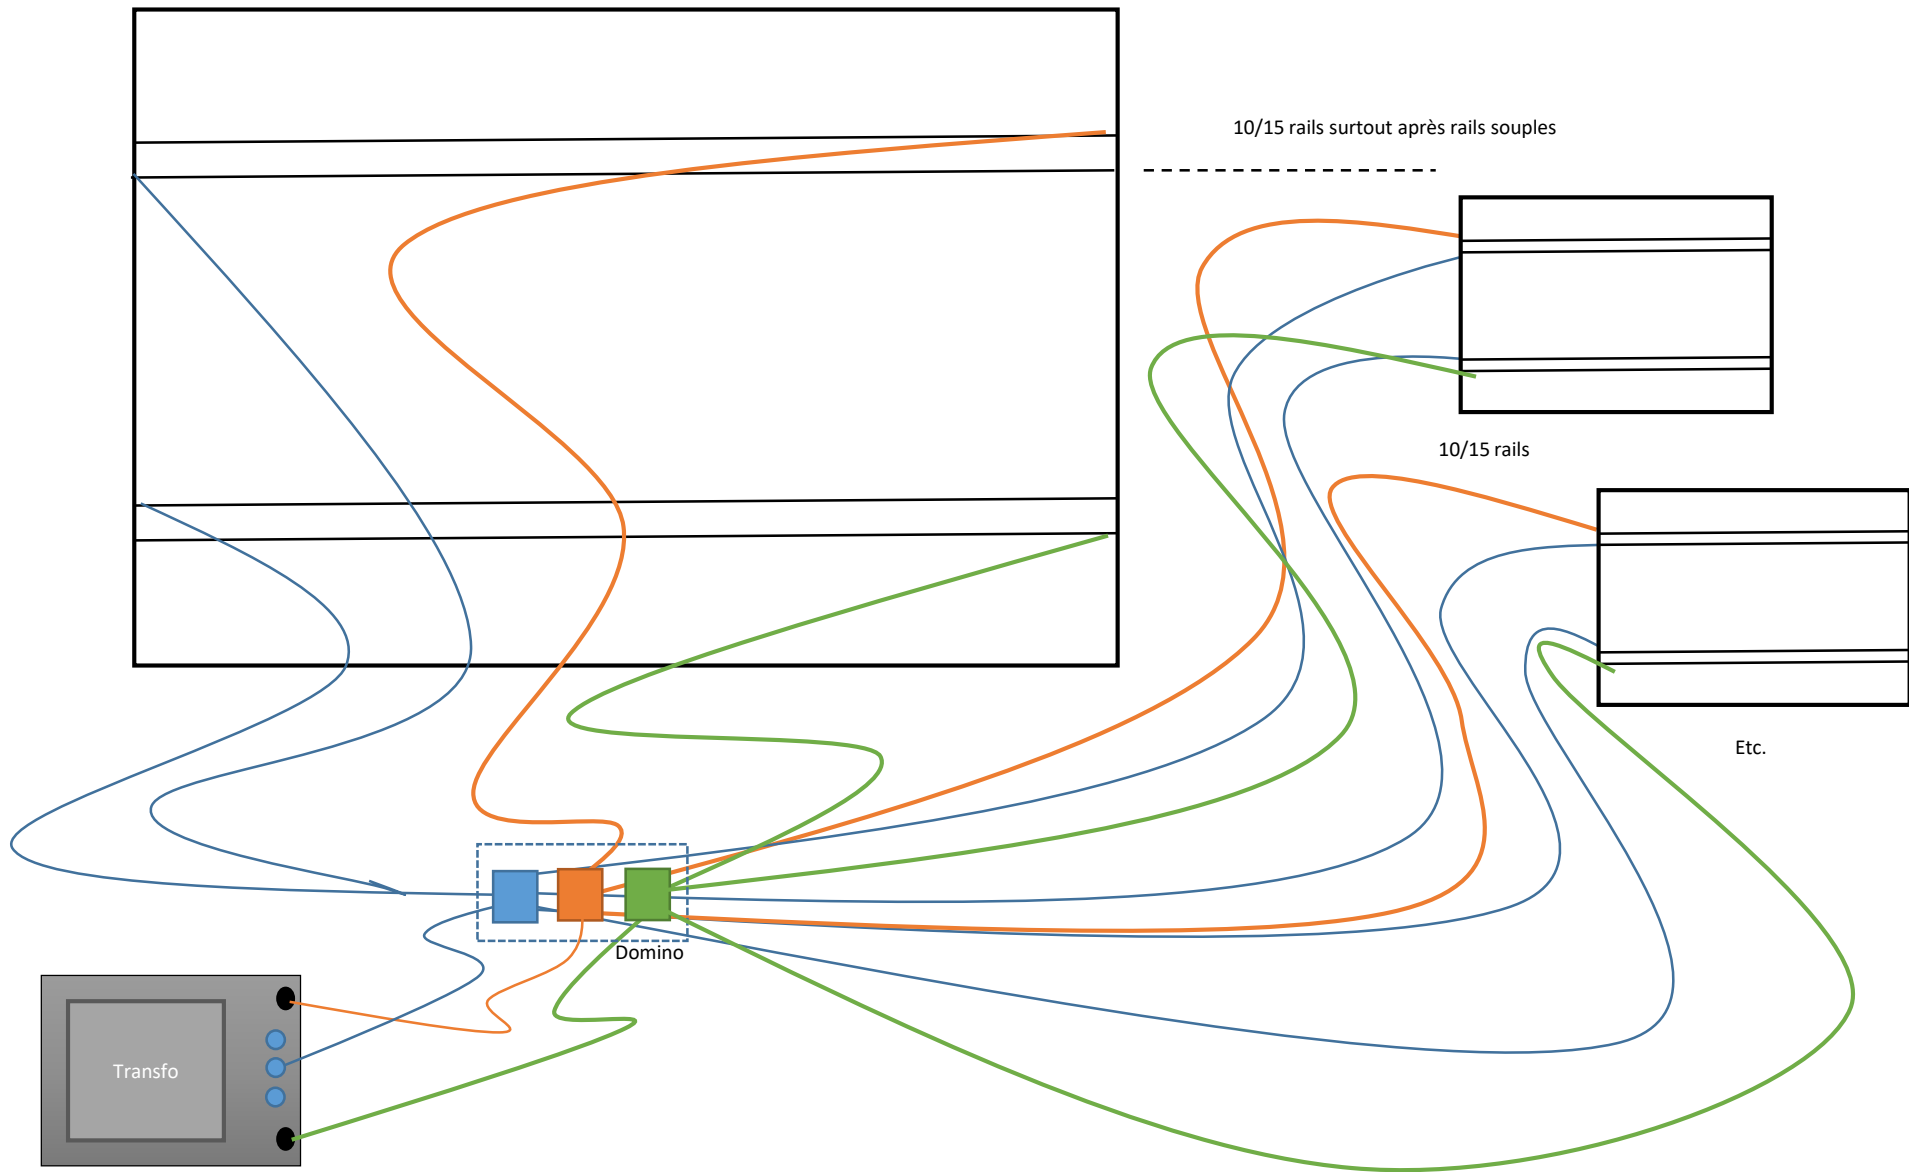 10/15 rails surtout après rails souples
10/15 rails
Etc.
Domino
Transfo